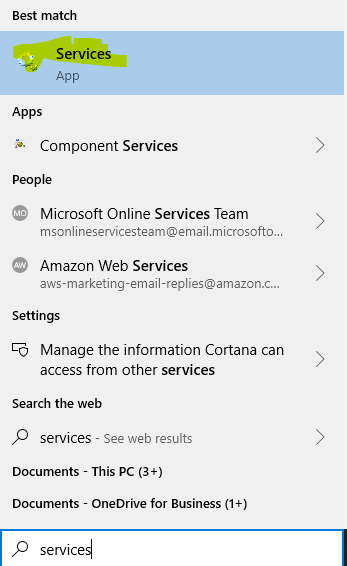 Best match
Services
App
Apps
Component Services
People
MO
Microsoft Online Services Team
msonlineservicesteam@email.microsofto...
AW
Amazon Web Services
aws-marketing-email-replies@amazon.c...
Settings
Manage the information Cortana can
access from other services
Search the web
services - See web results
Documents - This PC (3+)
Documents - OneDrive for Business (1+)
services